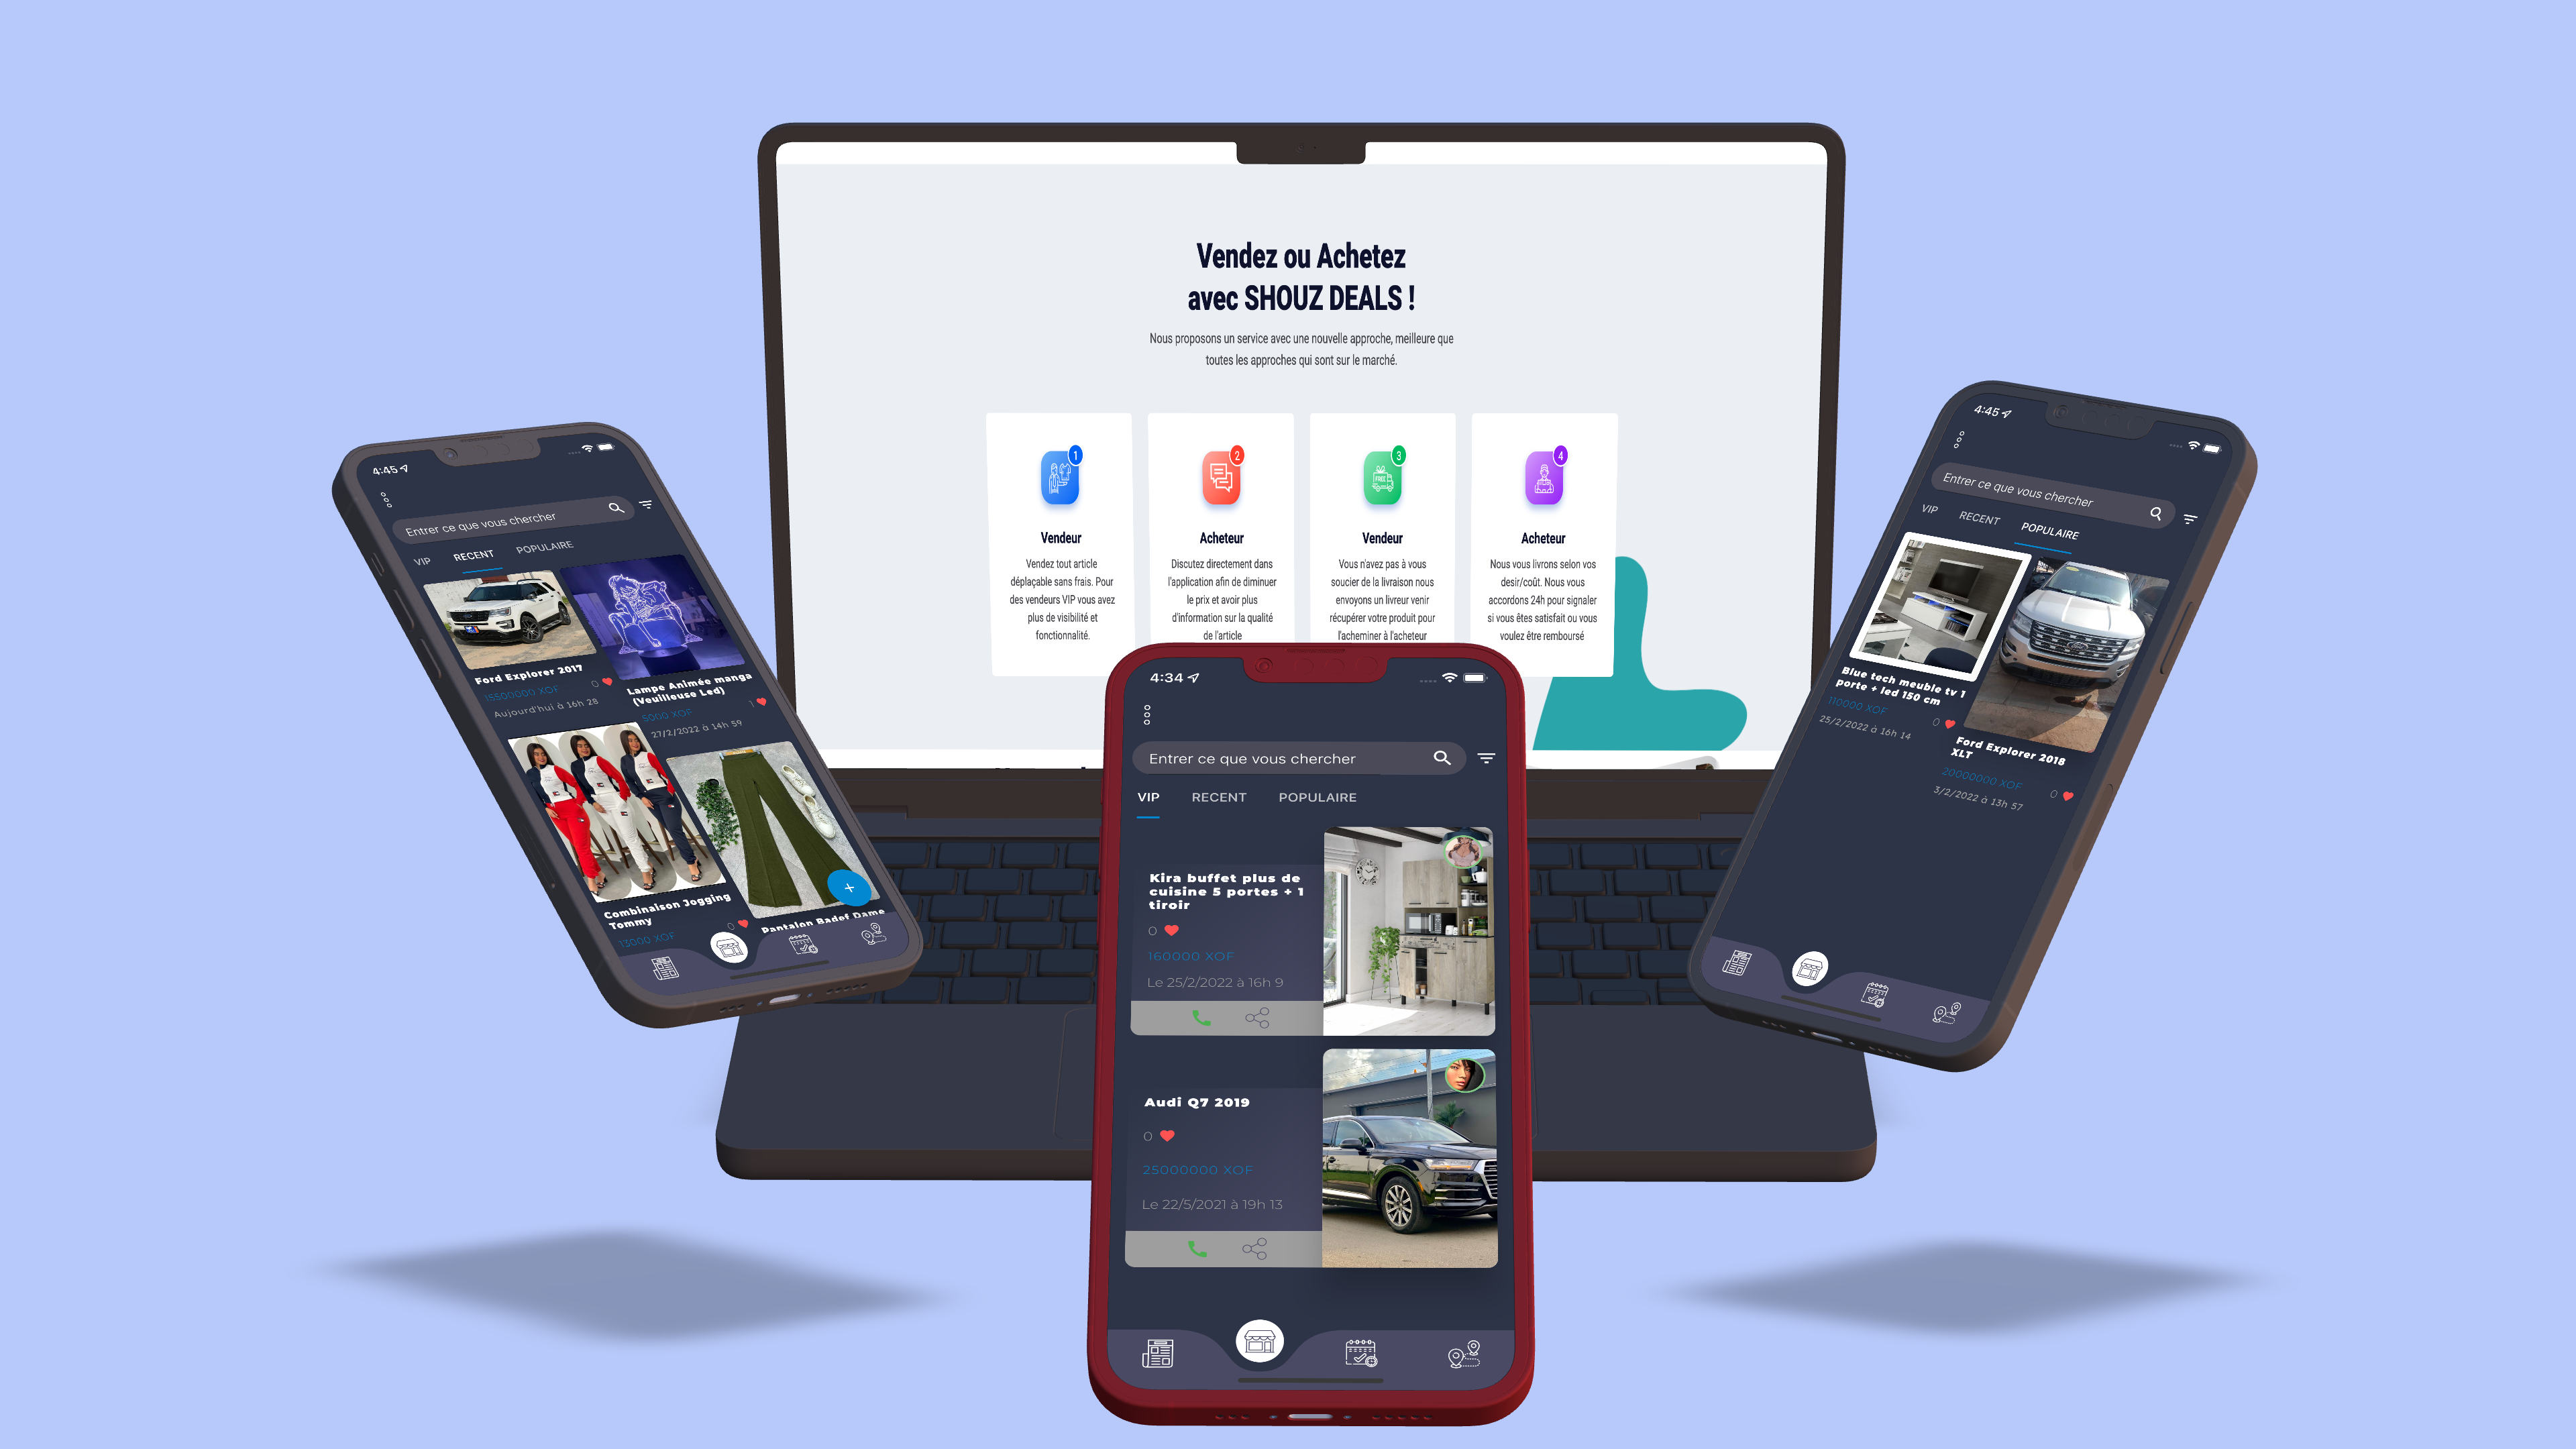 Vendez ou Achetez
avec SHOUZ DEALS !
Nous proposons un service avec une nouvelle approche, meilleure que
toutes les approches qui sont sur le marché.
1
Vendeur
Vendez tout article
déplaçable sans frais. Pour
des vendeurs VIP vous avez
plus de visibilité et
fonctionnalité.
2
Acheteur
Discutez directement dans
l'application afin de diminuer
le prix et avoir plus
d'information sur la qualité
de l'article
3
FREE
Vendeur
Vous n'avez pas à vous
soucier de la livraison nous
envoyons un livreur venir
récupérer votre produit pour
l'acheminer à l'acheteur
4
Acheteur
Nous vous livrons selon vos
desir/coût. Nous vous
accordons 24h pour signaler
si vous êtes satisfait ou vous
voulez être remboursé
4:45
Entrer ce que vous chercher
VIP RECENT POPULAIRE
Ford Explorer 2017
15500000 XOF
0
Aujourd'hui à 16h 28
Lampe Animée manga
(Veuilleuse Led)
5000 XOF
1
27/2/2022 à 14h 59
Combinaison Jogging
Tommy
13000 XOF
0
Pantalon Badef Dame
4:34
Entrer ce que vous chercher
VIP RECENT POPULAIRE
Kira buffet plus de
cuisine 5 portes + 1
tiroir
0
160000 XOF
Le 25/2/2022 à 16h 9
Audi Q7 2019
0
25000000 XOF
Le 22/5/2021 à 19h 13
4:45
Entrer ce que vous chercher
VIP RECENT POPULAIRE
Blue tech meuble tv 1
porte + led 150 cm
110000 XOF
0
25/2/2022 à 16h 14
Ford Explorer 2018
XLT
20000000 XOF
0
3/2/2022 à 13h 57